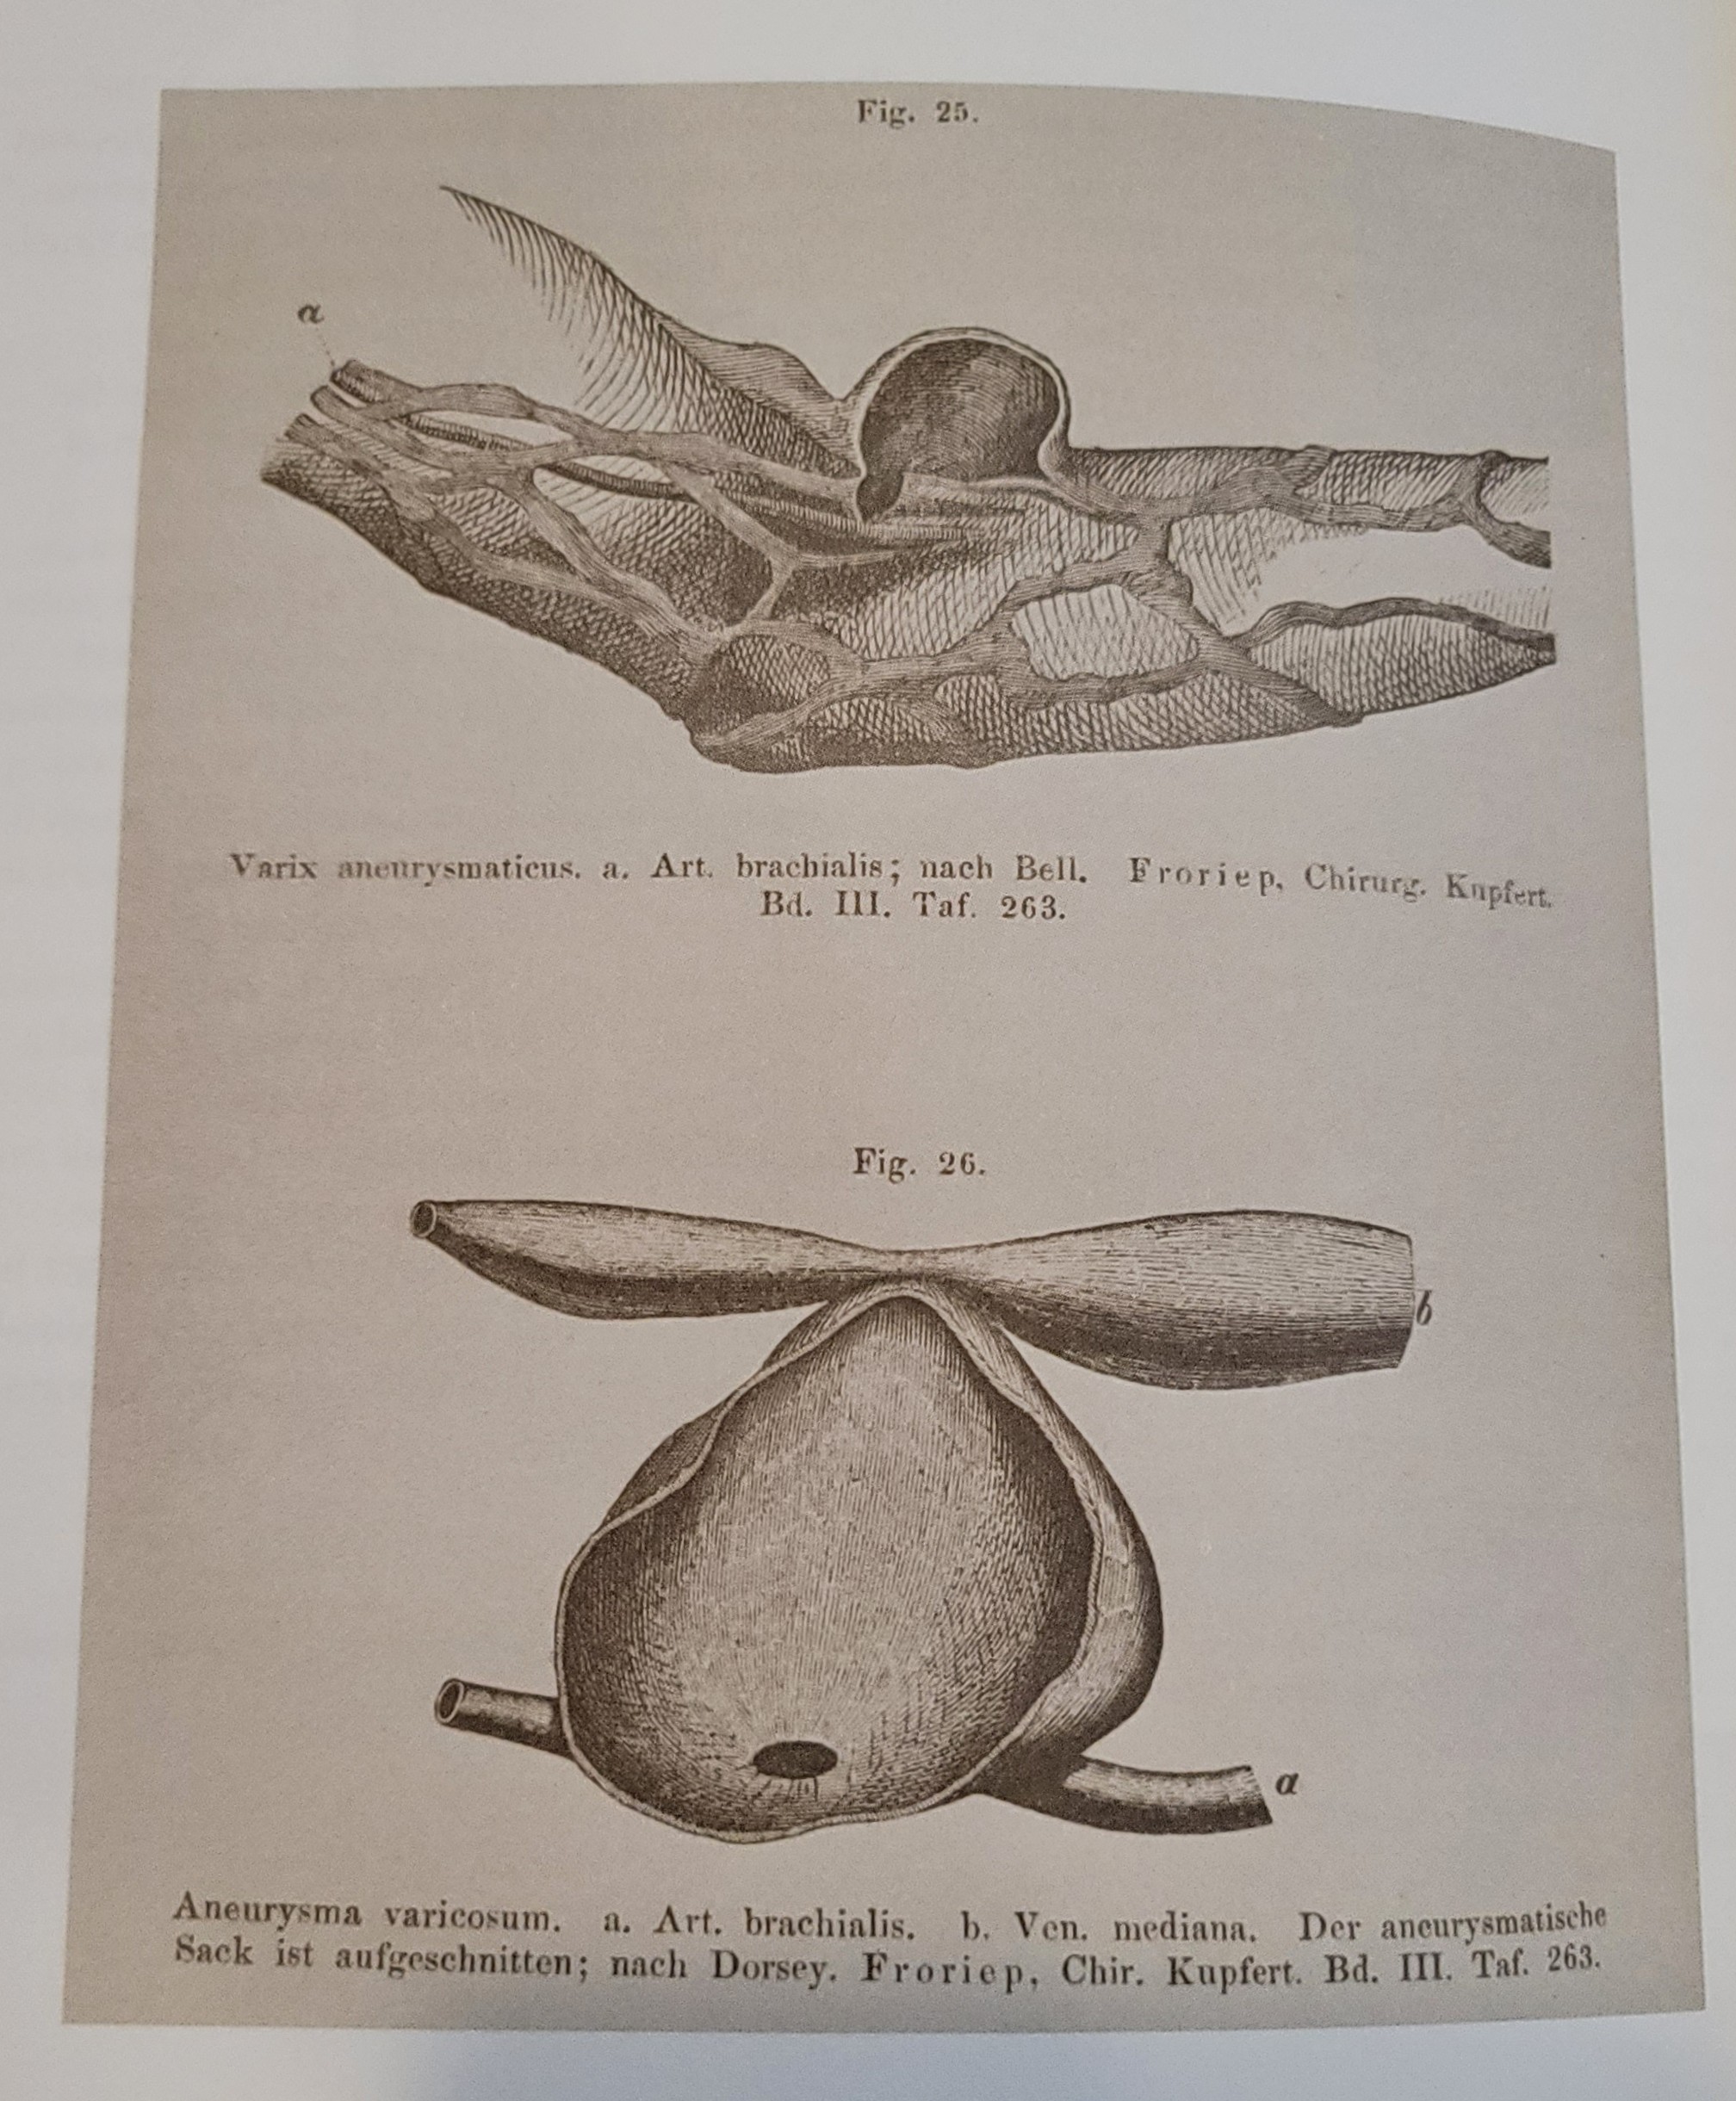 Fig. 25.
a
Varix aneurysmaticus. a. Art. brachialis; nach Bell. Froriep, Chirurg. Kupfert.
Bd. III. Taf. 263.
Fig. 26.
b
a
Aneurysma varicosum. a. Art. brachialis. b. Ven. mediana. Der aneurysmatische
Sack ist aufgeschnitten; nach Dorsey. Froriep, Chir. Kupfert. Bd. III. Taf. 263.